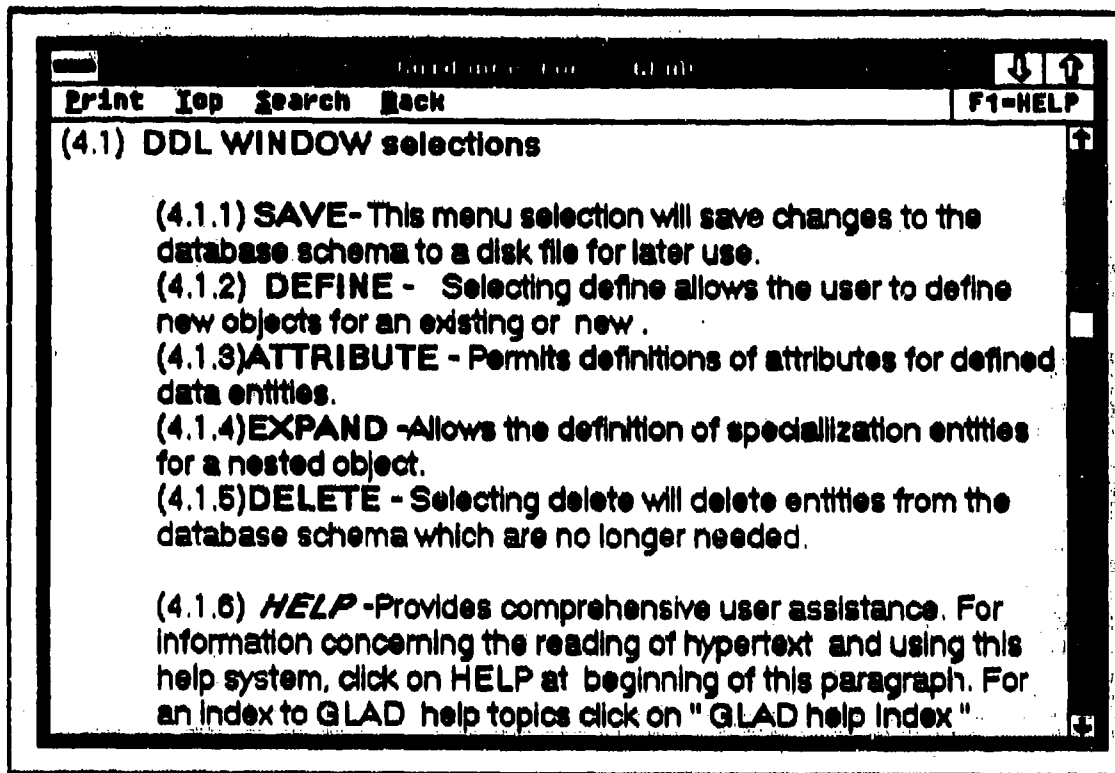 Print Top Search Back F1=HELP
(4.1) DDL WINDOW selections
(4.1.1) SAVE- This menu selection will save changes to the
database schema to a disk file for later use.
(4.1.2) DEFINE - Selecting define allows the user to define
new objects for an existing or new .
(4.1.3)ATTRIBUTE - Permits definitions of attributes for defined
data entities.
(4.1.4)EXPAND -Allows the definition of speciallization entities
for a nested object.
(4.1.5)DELETE - Selecting delete will delete entities from the
database schema which are no longer needed.
(4.1.6) HELP -Provides comprehensive user assistance. For
information concerning the reading of hypertext and using this
help system, click on HELP at beginning of this paragraph. For
an index to GLAD help topics click on " GLAD help index "